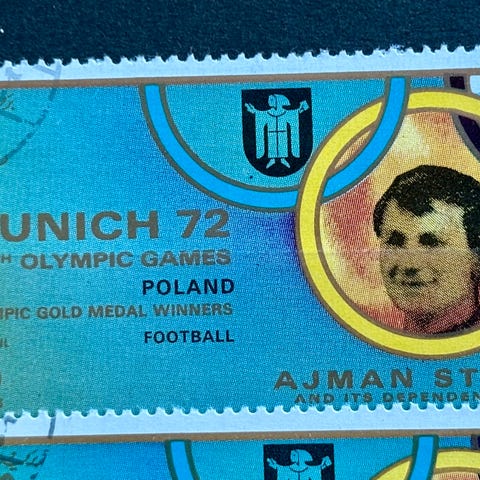 UNICH 72
H OLYMPIC GAMES
POLAND
PIC GOLD MEDAL WINNERS
FOOTBALL
AJMAN ST
AND ITS DEPENDEN